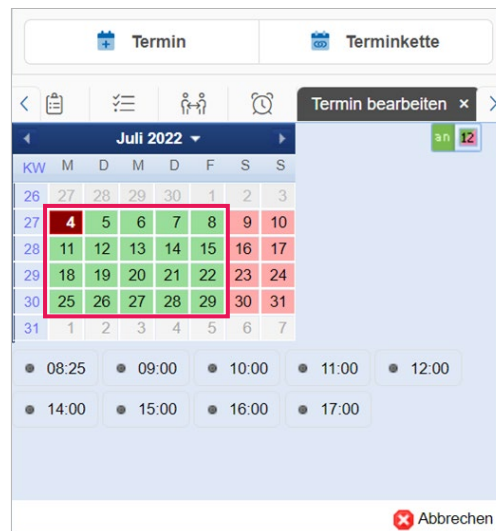 Termin Terminkette
Termin bearbeiten ×
Juli 2022
an 12
KW M D M D F S S
26 27 28 29 30 1 2 3
27 4 5 6 7 8 9 10
28 11 12 13 14 15 16 17
29 18 19 20 21 22 23 24
30 25 26 27 28 29 30 31
31 1 2 3 4 5 6 7
08:25 09:00 10:00 11:00 12:00
14:00 15:00 16:00 17:00
Abbrechen